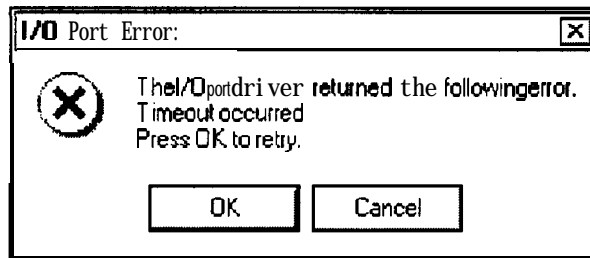 I/O Port Error:
The I/O port driver returned the following error.
Timeout occurred
Press OK to retry.
OK
Cancel